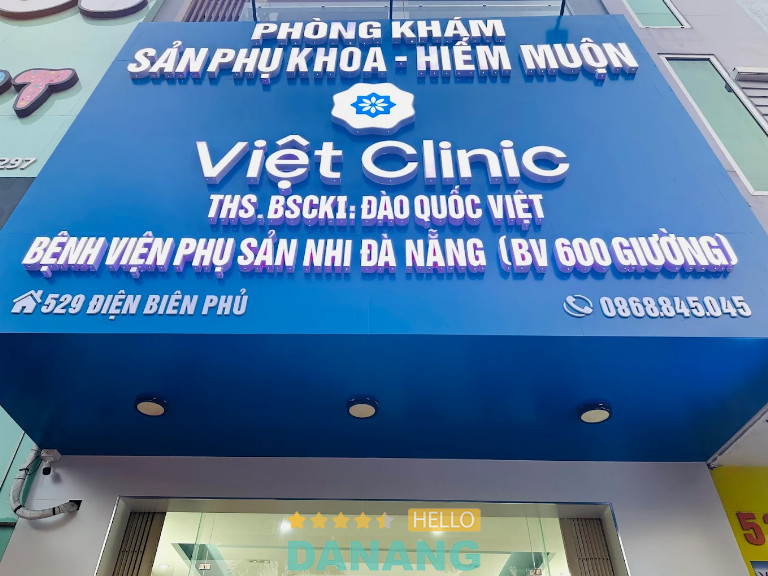 PHÒNG KHÁM
SẢN PHỤ KHOA - HIẾM MUỘN
Việt Clinic
THS. BSCKI: ĐÀO QUỐC VIỆT
BỆNH VIỆN PHỤ SẢN NHI ĐÀ NẴNG (BV 600 GIƯỜNG)
529 ĐIỆN BIÊN PHỦ
0868.845.045
297
HELLO
DANANG